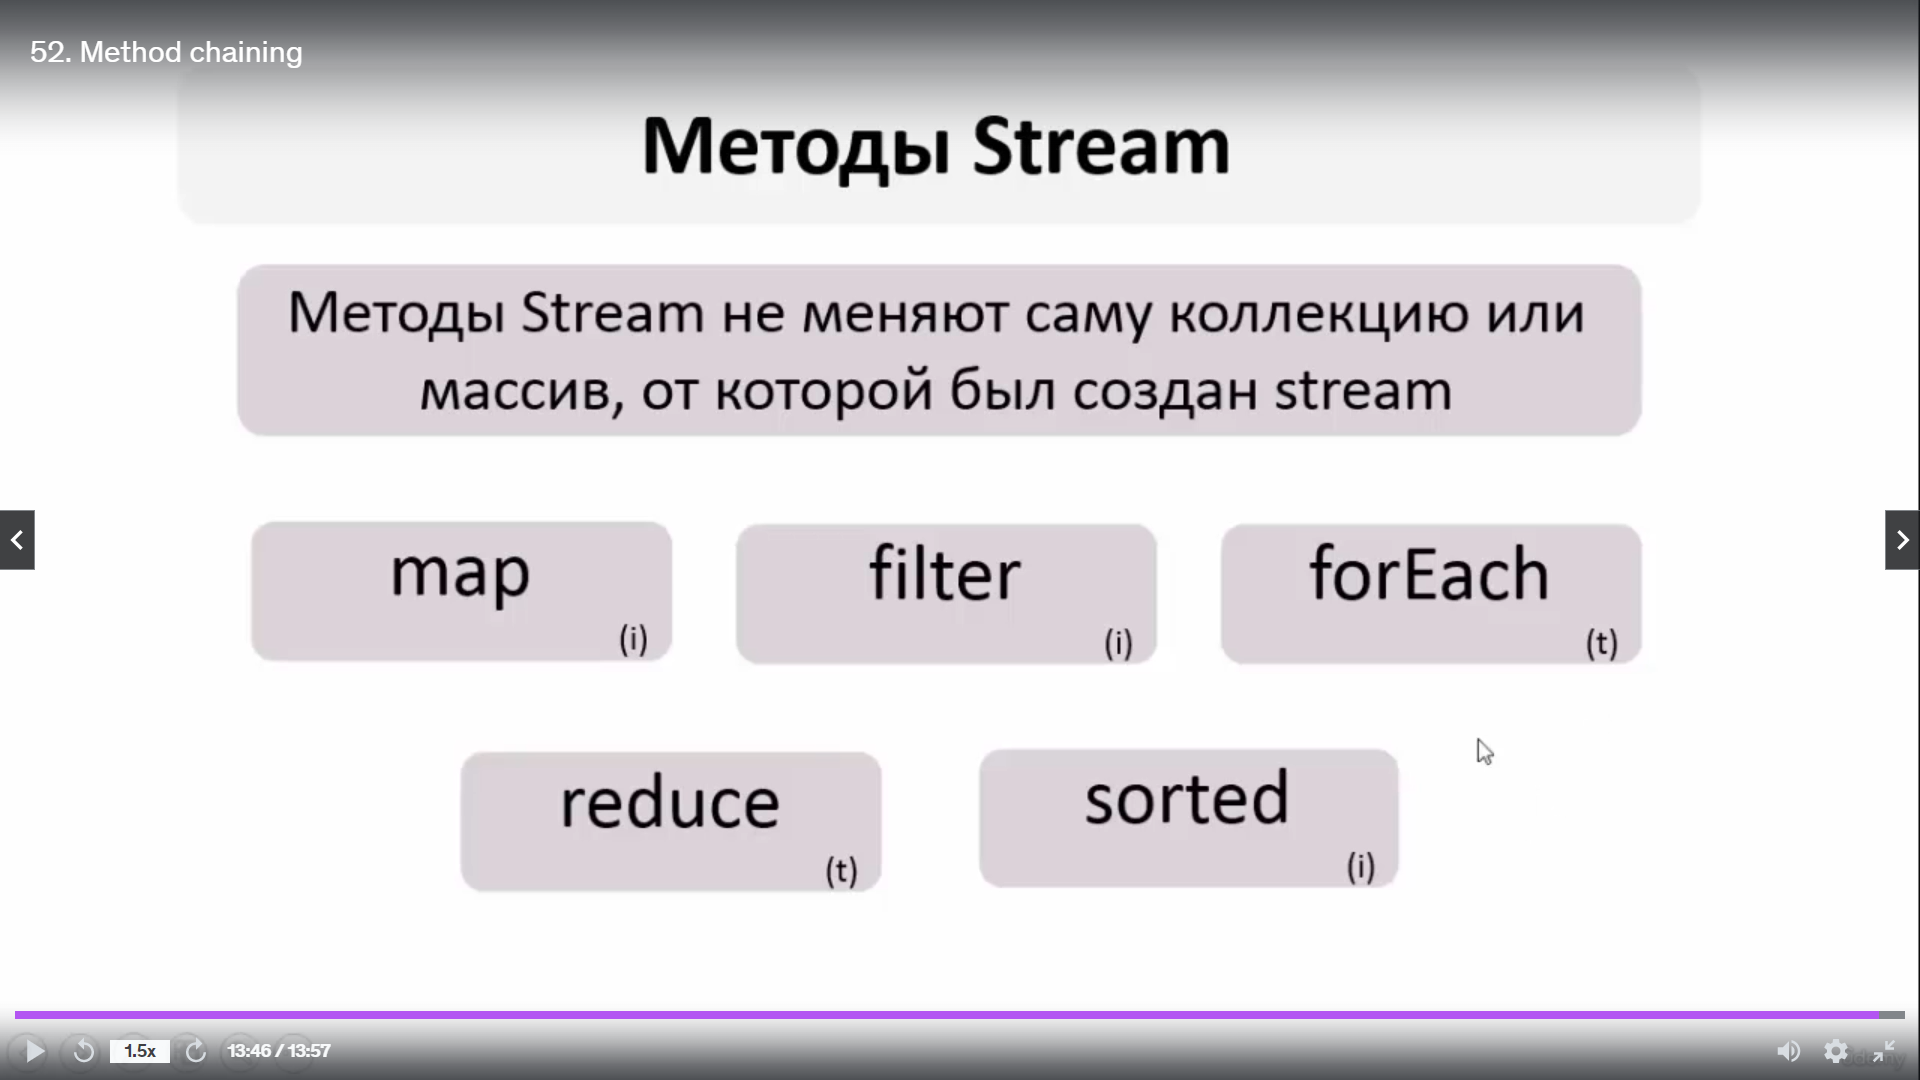 52. Method chaining
Методы Stream
Методы Stream не меняют саму коллекцию или
массив, от которой был создан stream
map
(i)
filter
(i)
forEach
(t)
reduce
(t)
sorted
(i)
1.5x
13:46 / 13:57